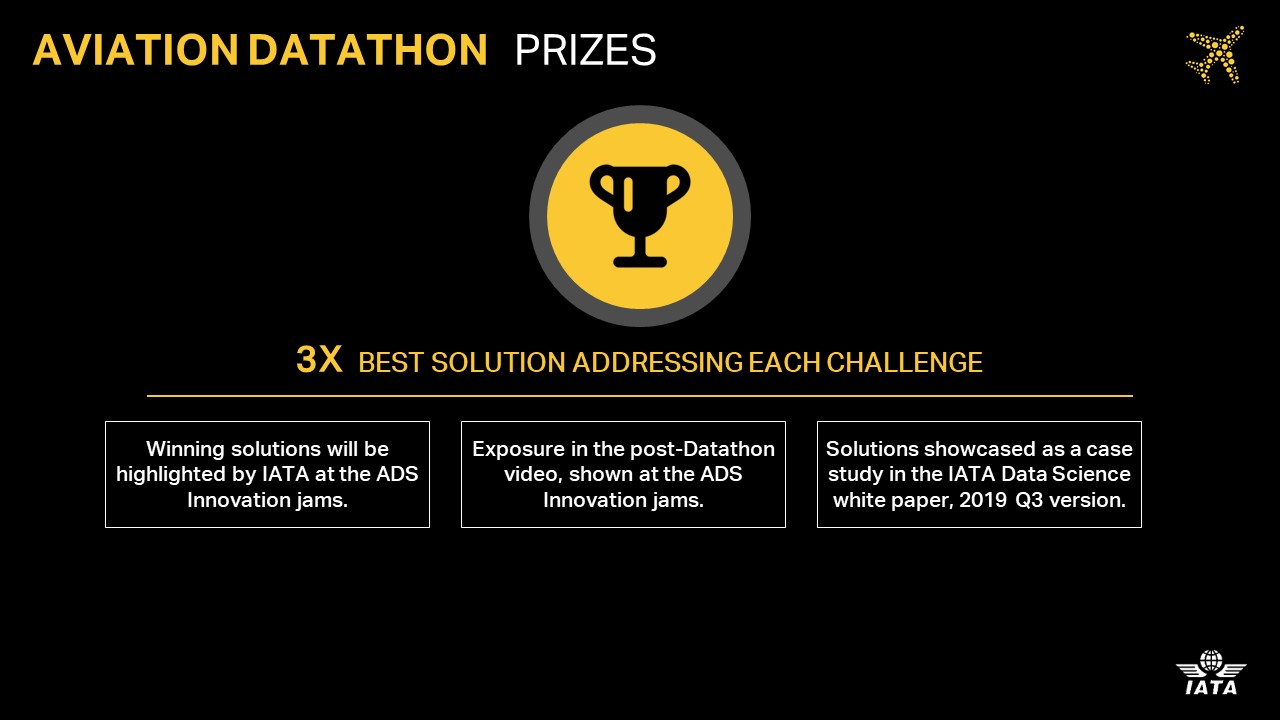 AVIATION DATATHON PRIZES
3X BEST SOLUTION ADDRESSING EACH CHALLENGE
Winning solutions will be
highlighted by IATA at the ADS
Innovation jams.
Exposure in the post-Datathon
video, shown at the ADS
Innovation jams.
Solutions showcased as a case
study in the IATA Data Science
white paper, 2019 Q3 version.
IATA